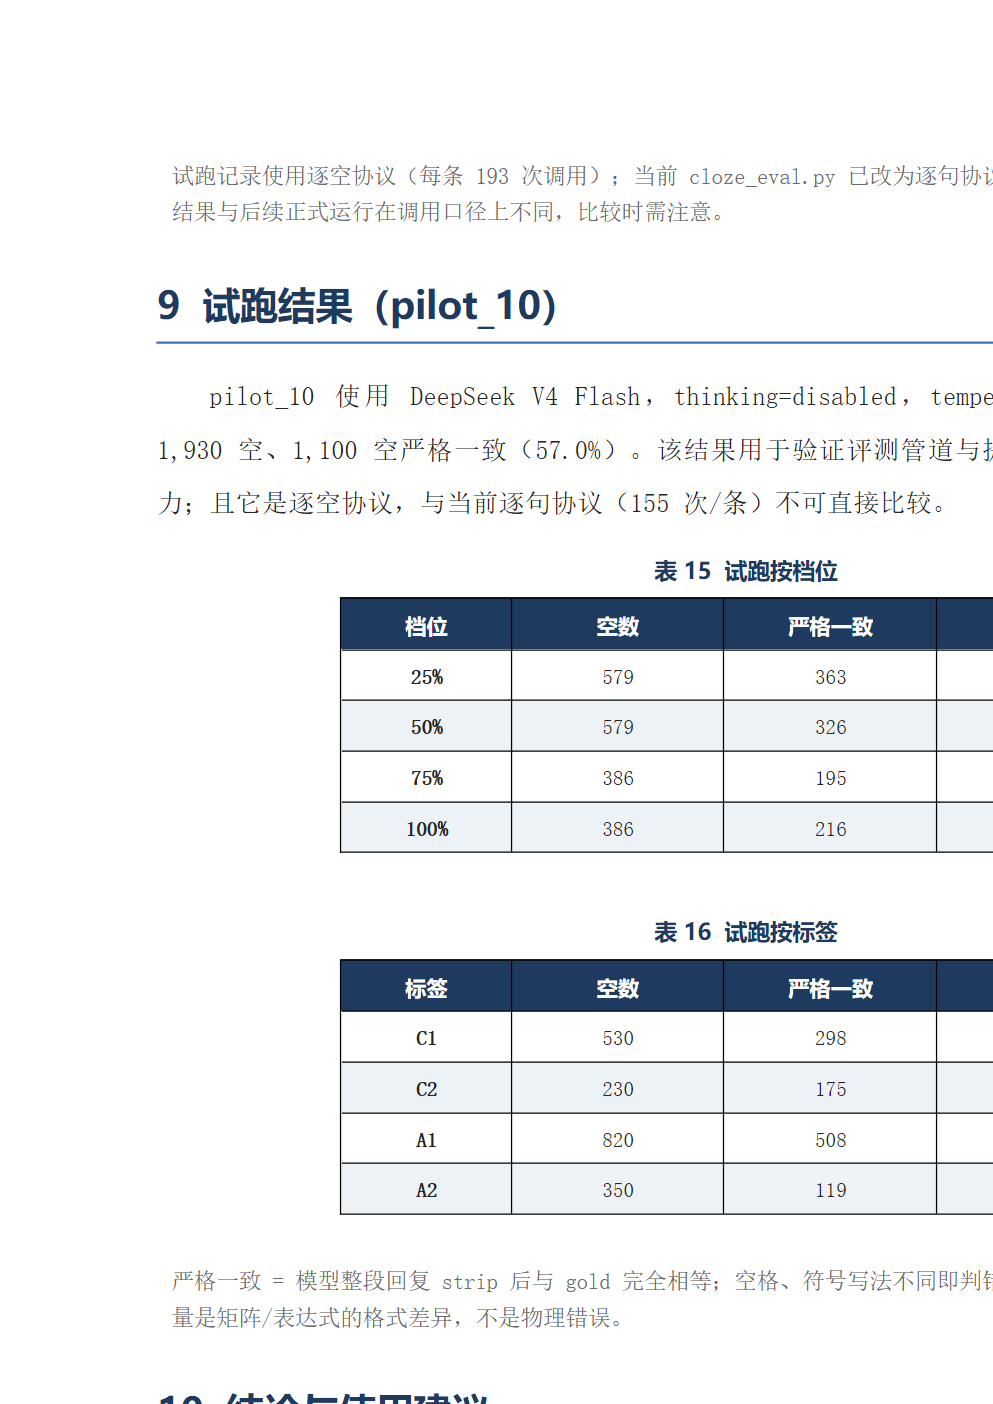 试跑记录使用逐空协议（每条 193 次调用）；当前 cloze_eval.py 已改为逐句协议
结果与后续正式运行在调用口径上不同，比较时需注意。
9 试跑结果（pilot_10）
pilot_10 使用 DeepSeek V4 Flash，thinking=disabled，tempe
1,930 空、1,100 空严格一致（57.0%）。该结果用于验证评测管道与
力；且它是逐空协议，与当前逐句协议（155 次/条）不可直接比较。
表 15 试跑按档位
档位 空数 严格一致
25% 579 363
50% 579 326
75% 386 195
100% 386 216
表 16 试跑按标签
标签 空数 严格一致
C1 530 298
C2 230 175
A1 820 508
A2 350 119
严格一致 = 模型整段回复 strip 后与 gold 完全相等；空格、符号写法不同即判错
量是矩阵/表达式的格式差异，不是物理错误。
10 结论与使用建议